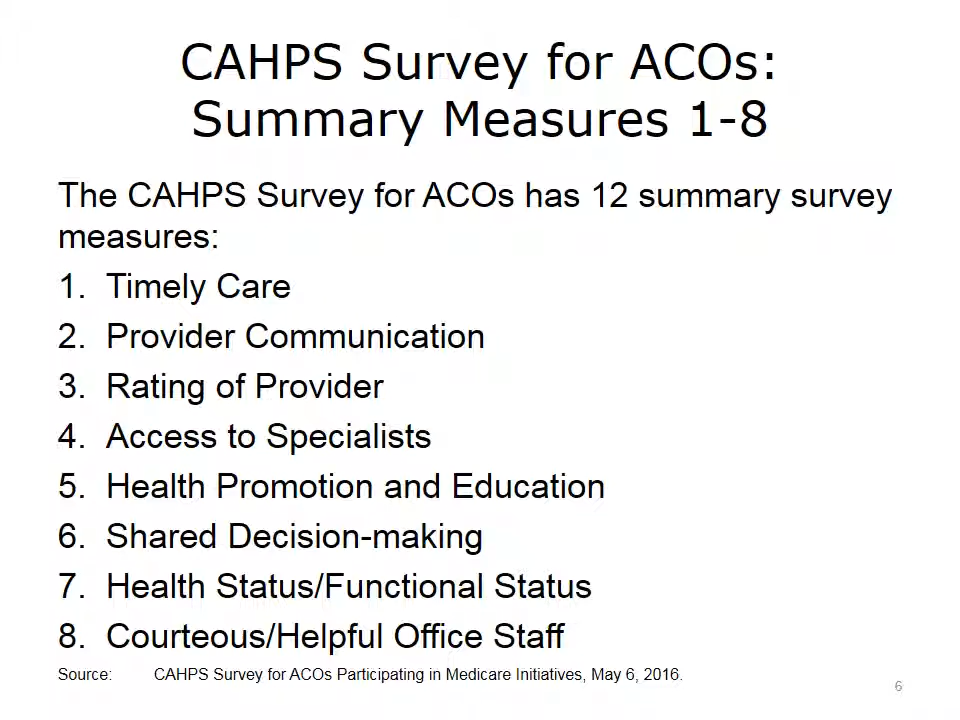 CAHPS Survey for ACOs:
Summary Measures 1-8
The CAHPS Survey for ACOs has 12 summary survey
measures:
1. Timely Care
2. Provider Communication
3. Rating of Provider
4. Access to Specialists
5. Health Promotion and Education
6. Shared Decision-making
7. Health Status/Functional Status
8. Courteous/Helpful Office Staff
Source: CAHPS Survey for ACOs Participating in Medicare Initiatives, May 6, 2016.
6